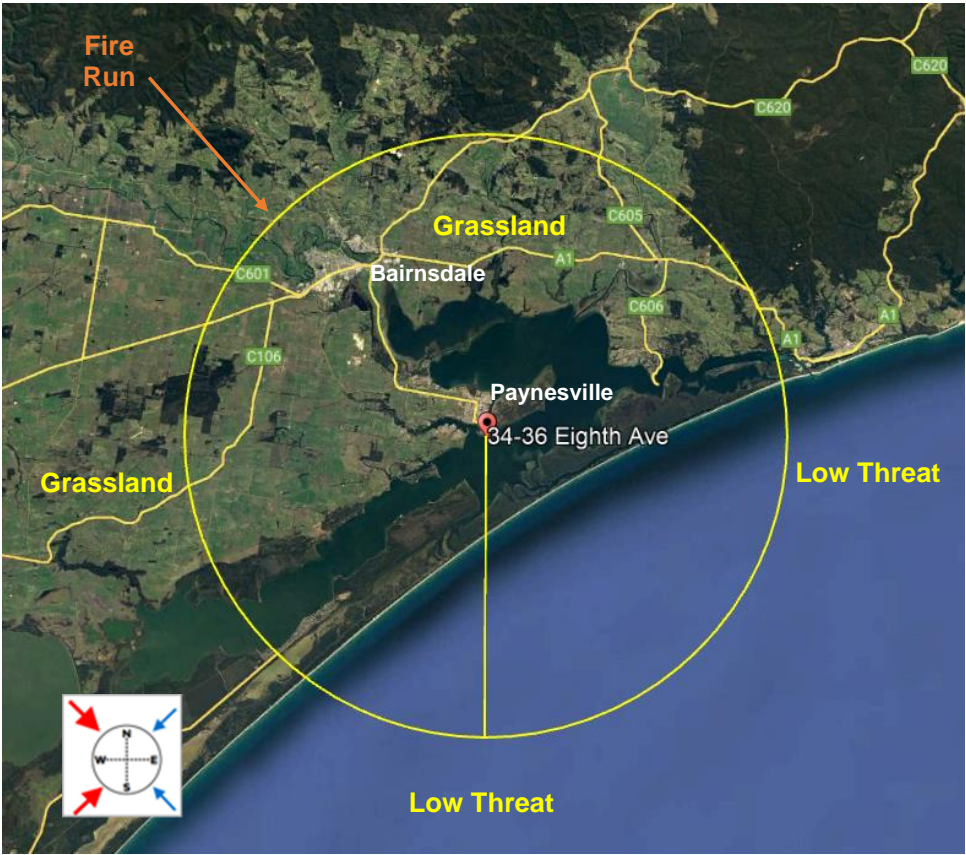 Fire
Run
C620
C620
Grassland
C605
A1
C601
Bairnsdale
C606
A1
A1
C106
Paynesville
34-36 Eighth Ave
Grassland
Low Threat
N
W
E
S
Low Threat